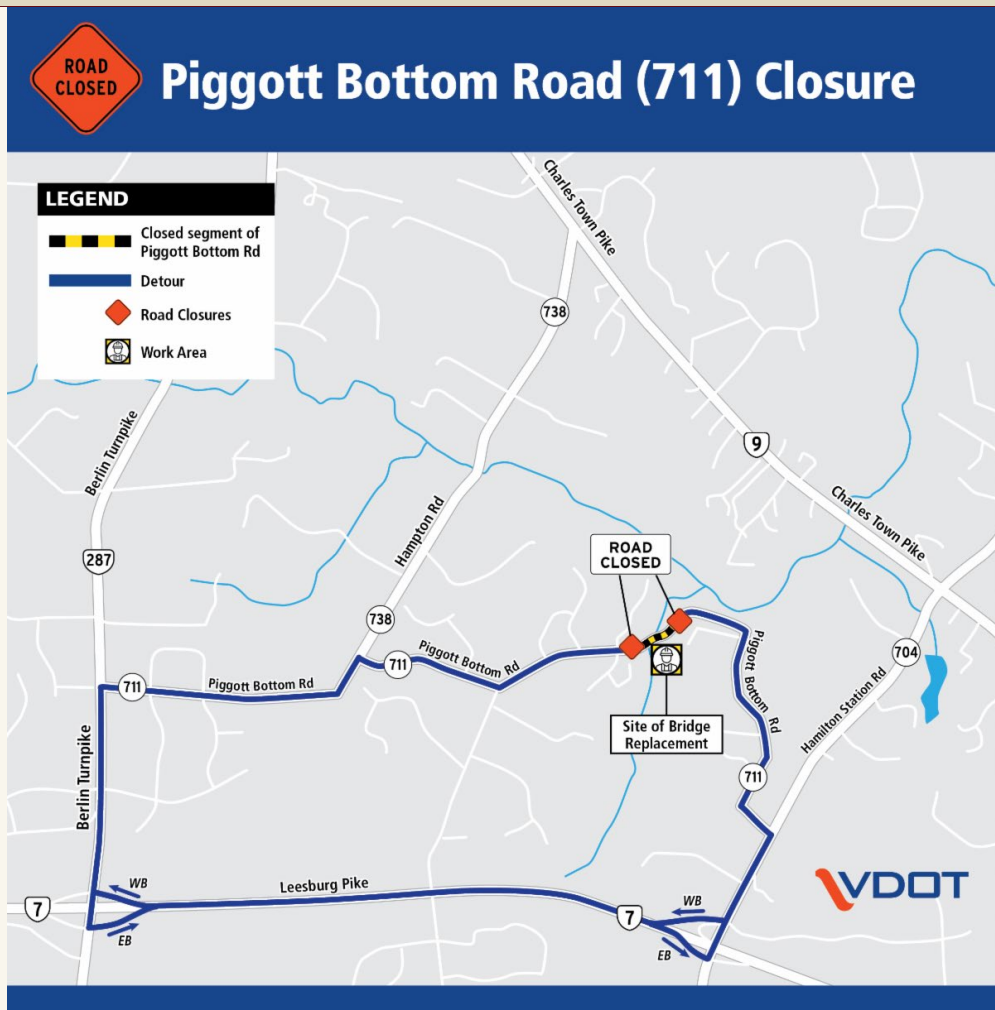 ROAD
CLOSED
Piggott Bottom Road (711) Closure
LEGEND
Closed segment of
Piggott Bottom Rd
Detour
Road Closures
Work Area
Charles Town Pike
738
Berlin Turnpike
9
Charles Town Pike
Hampton Rd
287
ROAD
CLOSED
738
711
Piggott Bottom Rd
Piggott Bottom Rd
704
711
Piggott Bottom Rd
Hamilton Station Rd
Site of Bridge
Replacement
Berlin Turnpike
711
WB
Leesburg Pike
VDOT
7
EB
7
WB
EB